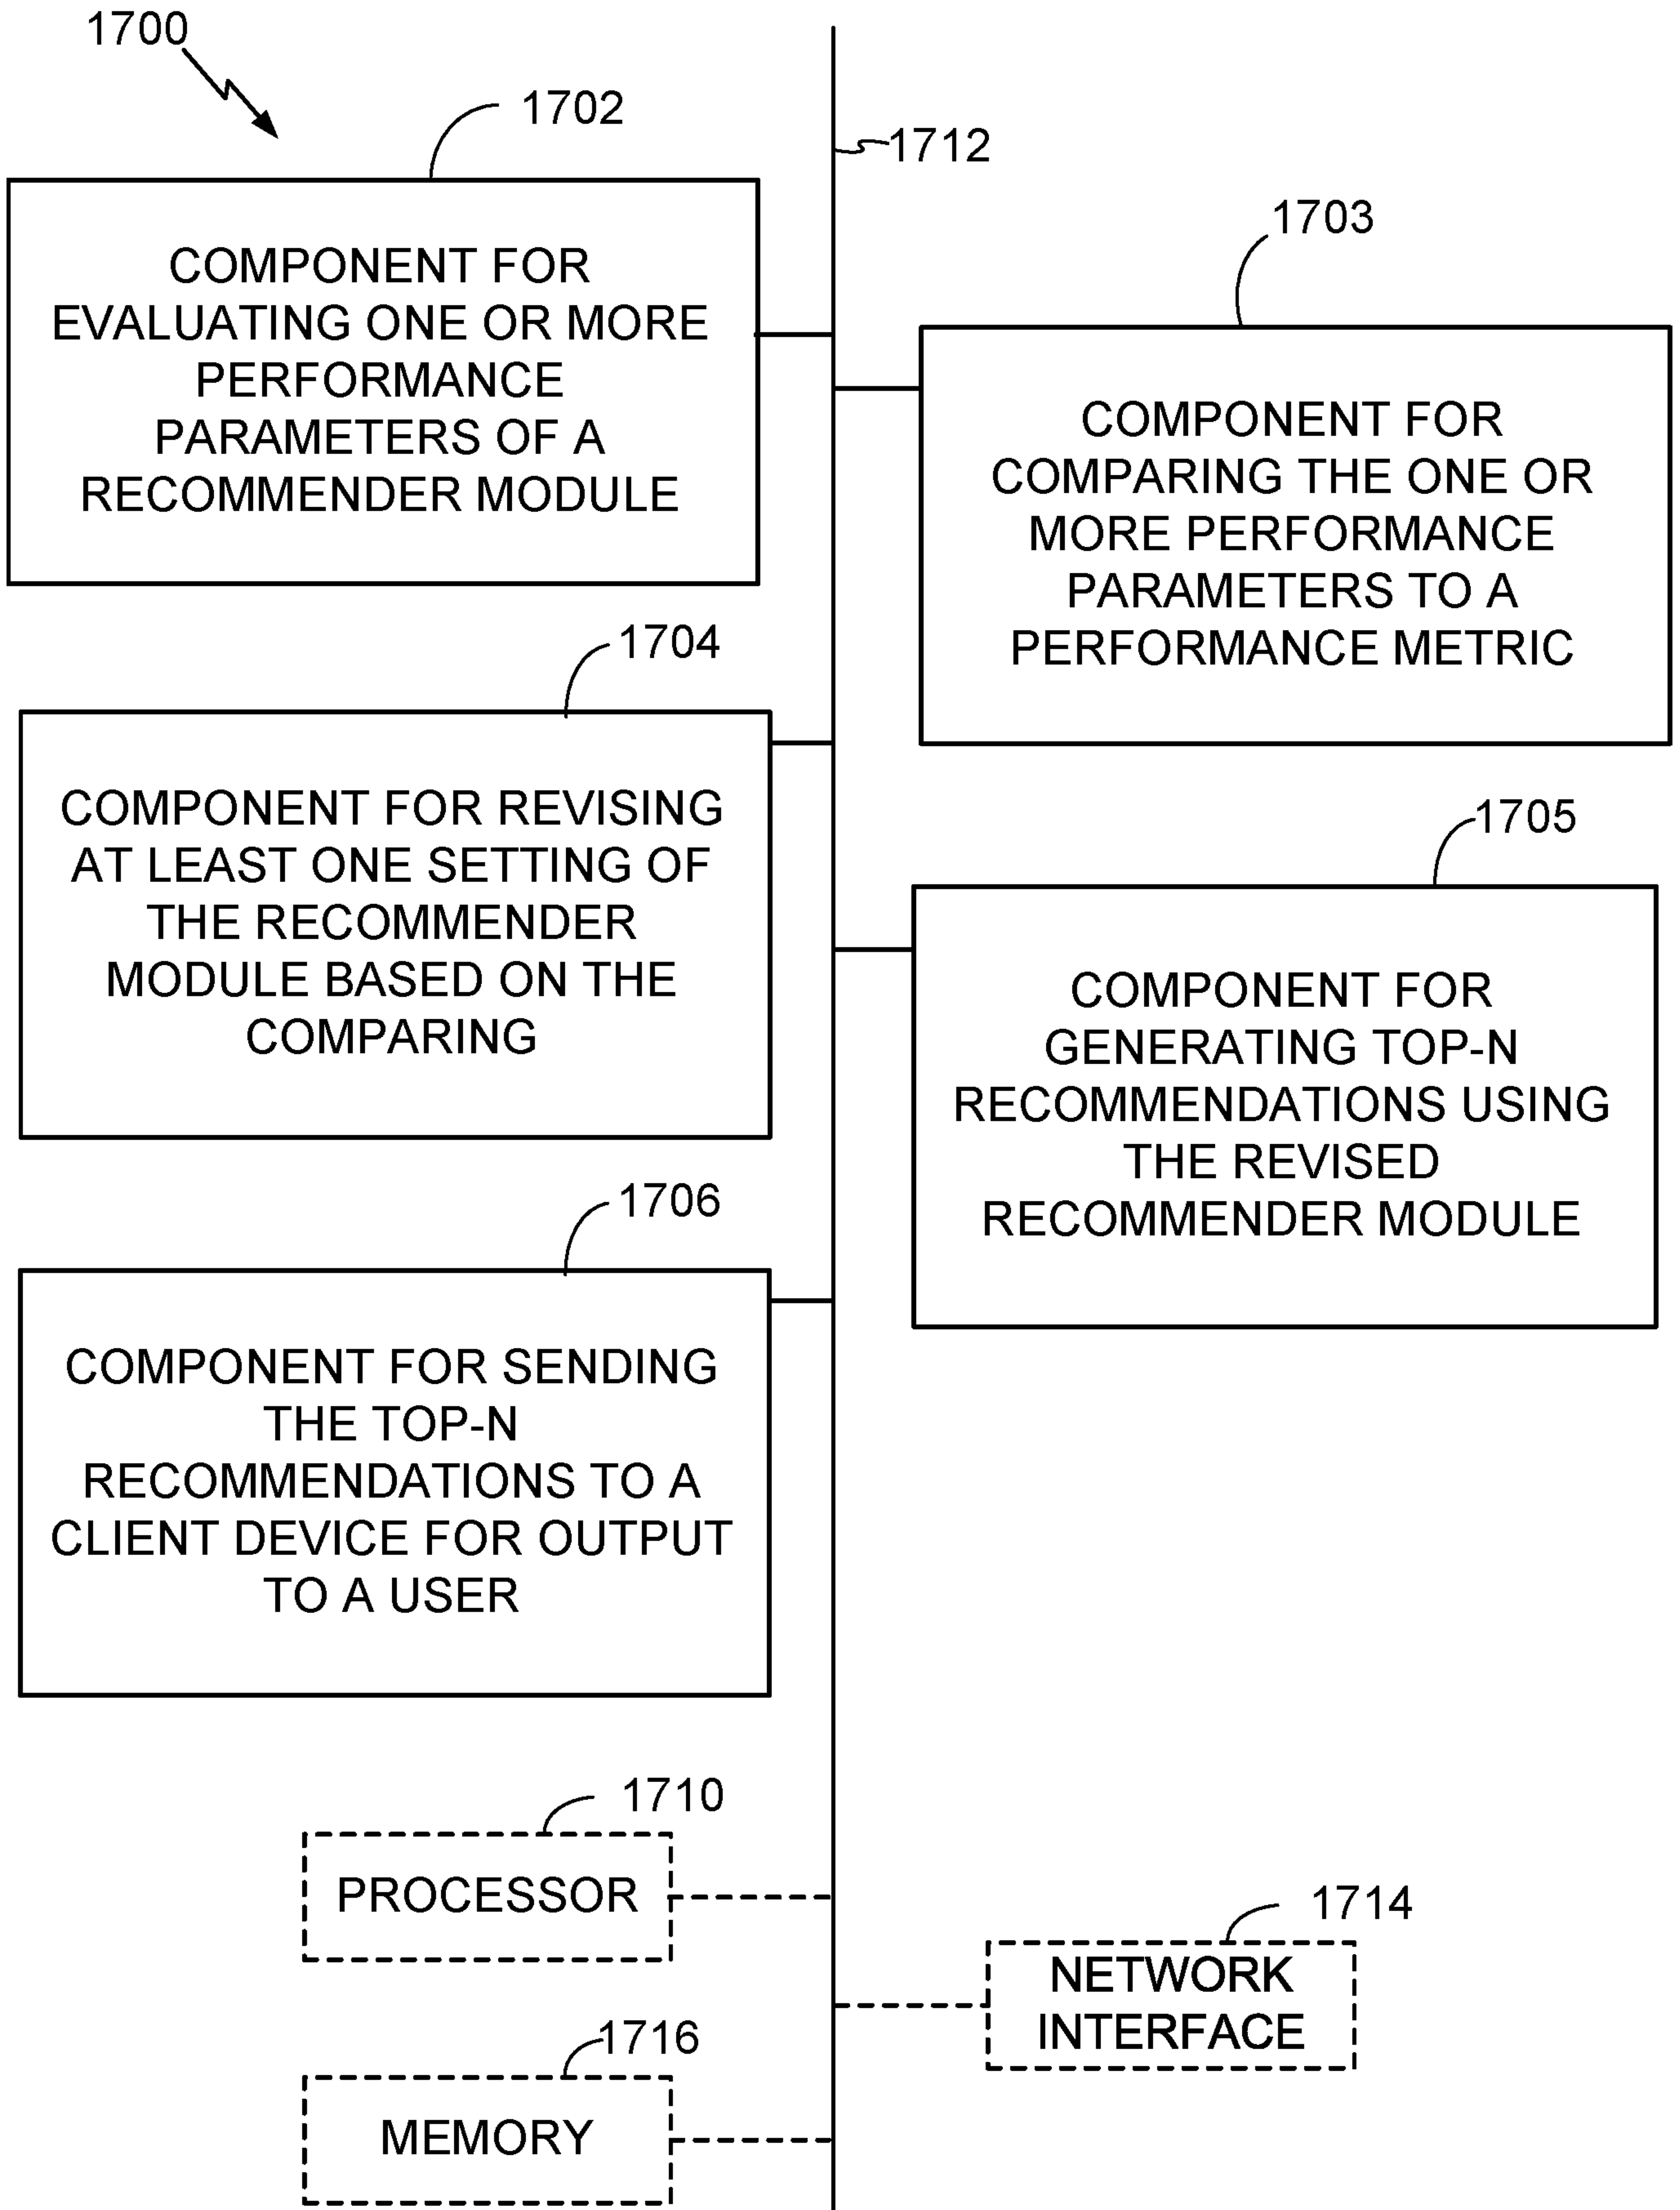 1700
1702
1712
COMPONENT FOR
EVALUATING ONE OR MORE
PERFORMANCE
PARAMETERS OF A
RECOMMENDER MODULE
1703
COMPONENT FOR
COMPARING THE ONE OR
MORE PERFORMANCE
PARAMETERS TO A
PERFORMANCE METRIC
1704
COMPONENT FOR REVISING
AT LEAST ONE SETTING OF
THE RECOMMENDER
MODULE BASED ON THE
COMPARING
1705
COMPONENT FOR
GENERATING TOP-N
RECOMMENDATIONS USING
THE REVISED
RECOMMENDER MODULE
1706
COMPONENT FOR SENDING
THE TOP-N
RECOMMENDATIONS TO A
CLIENT DEVICE FOR OUTPUT
TO A USER
1710
PROCESSOR
1714
NETWORK
INTERFACE
1716
MEMORY